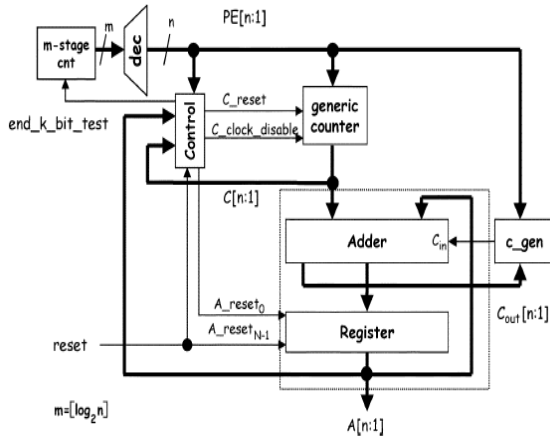 m
n
PE[n:1]
m-stage
cnt
dec
C_reset
generic
counter
end_k_bit_test
Control
C_clock_disable
C[n:1]
Adder
Cin
c_gen
Cout[n:1]
A_reset0
Register
reset
A_resetN-1
m=[log2n]
A[n:1]